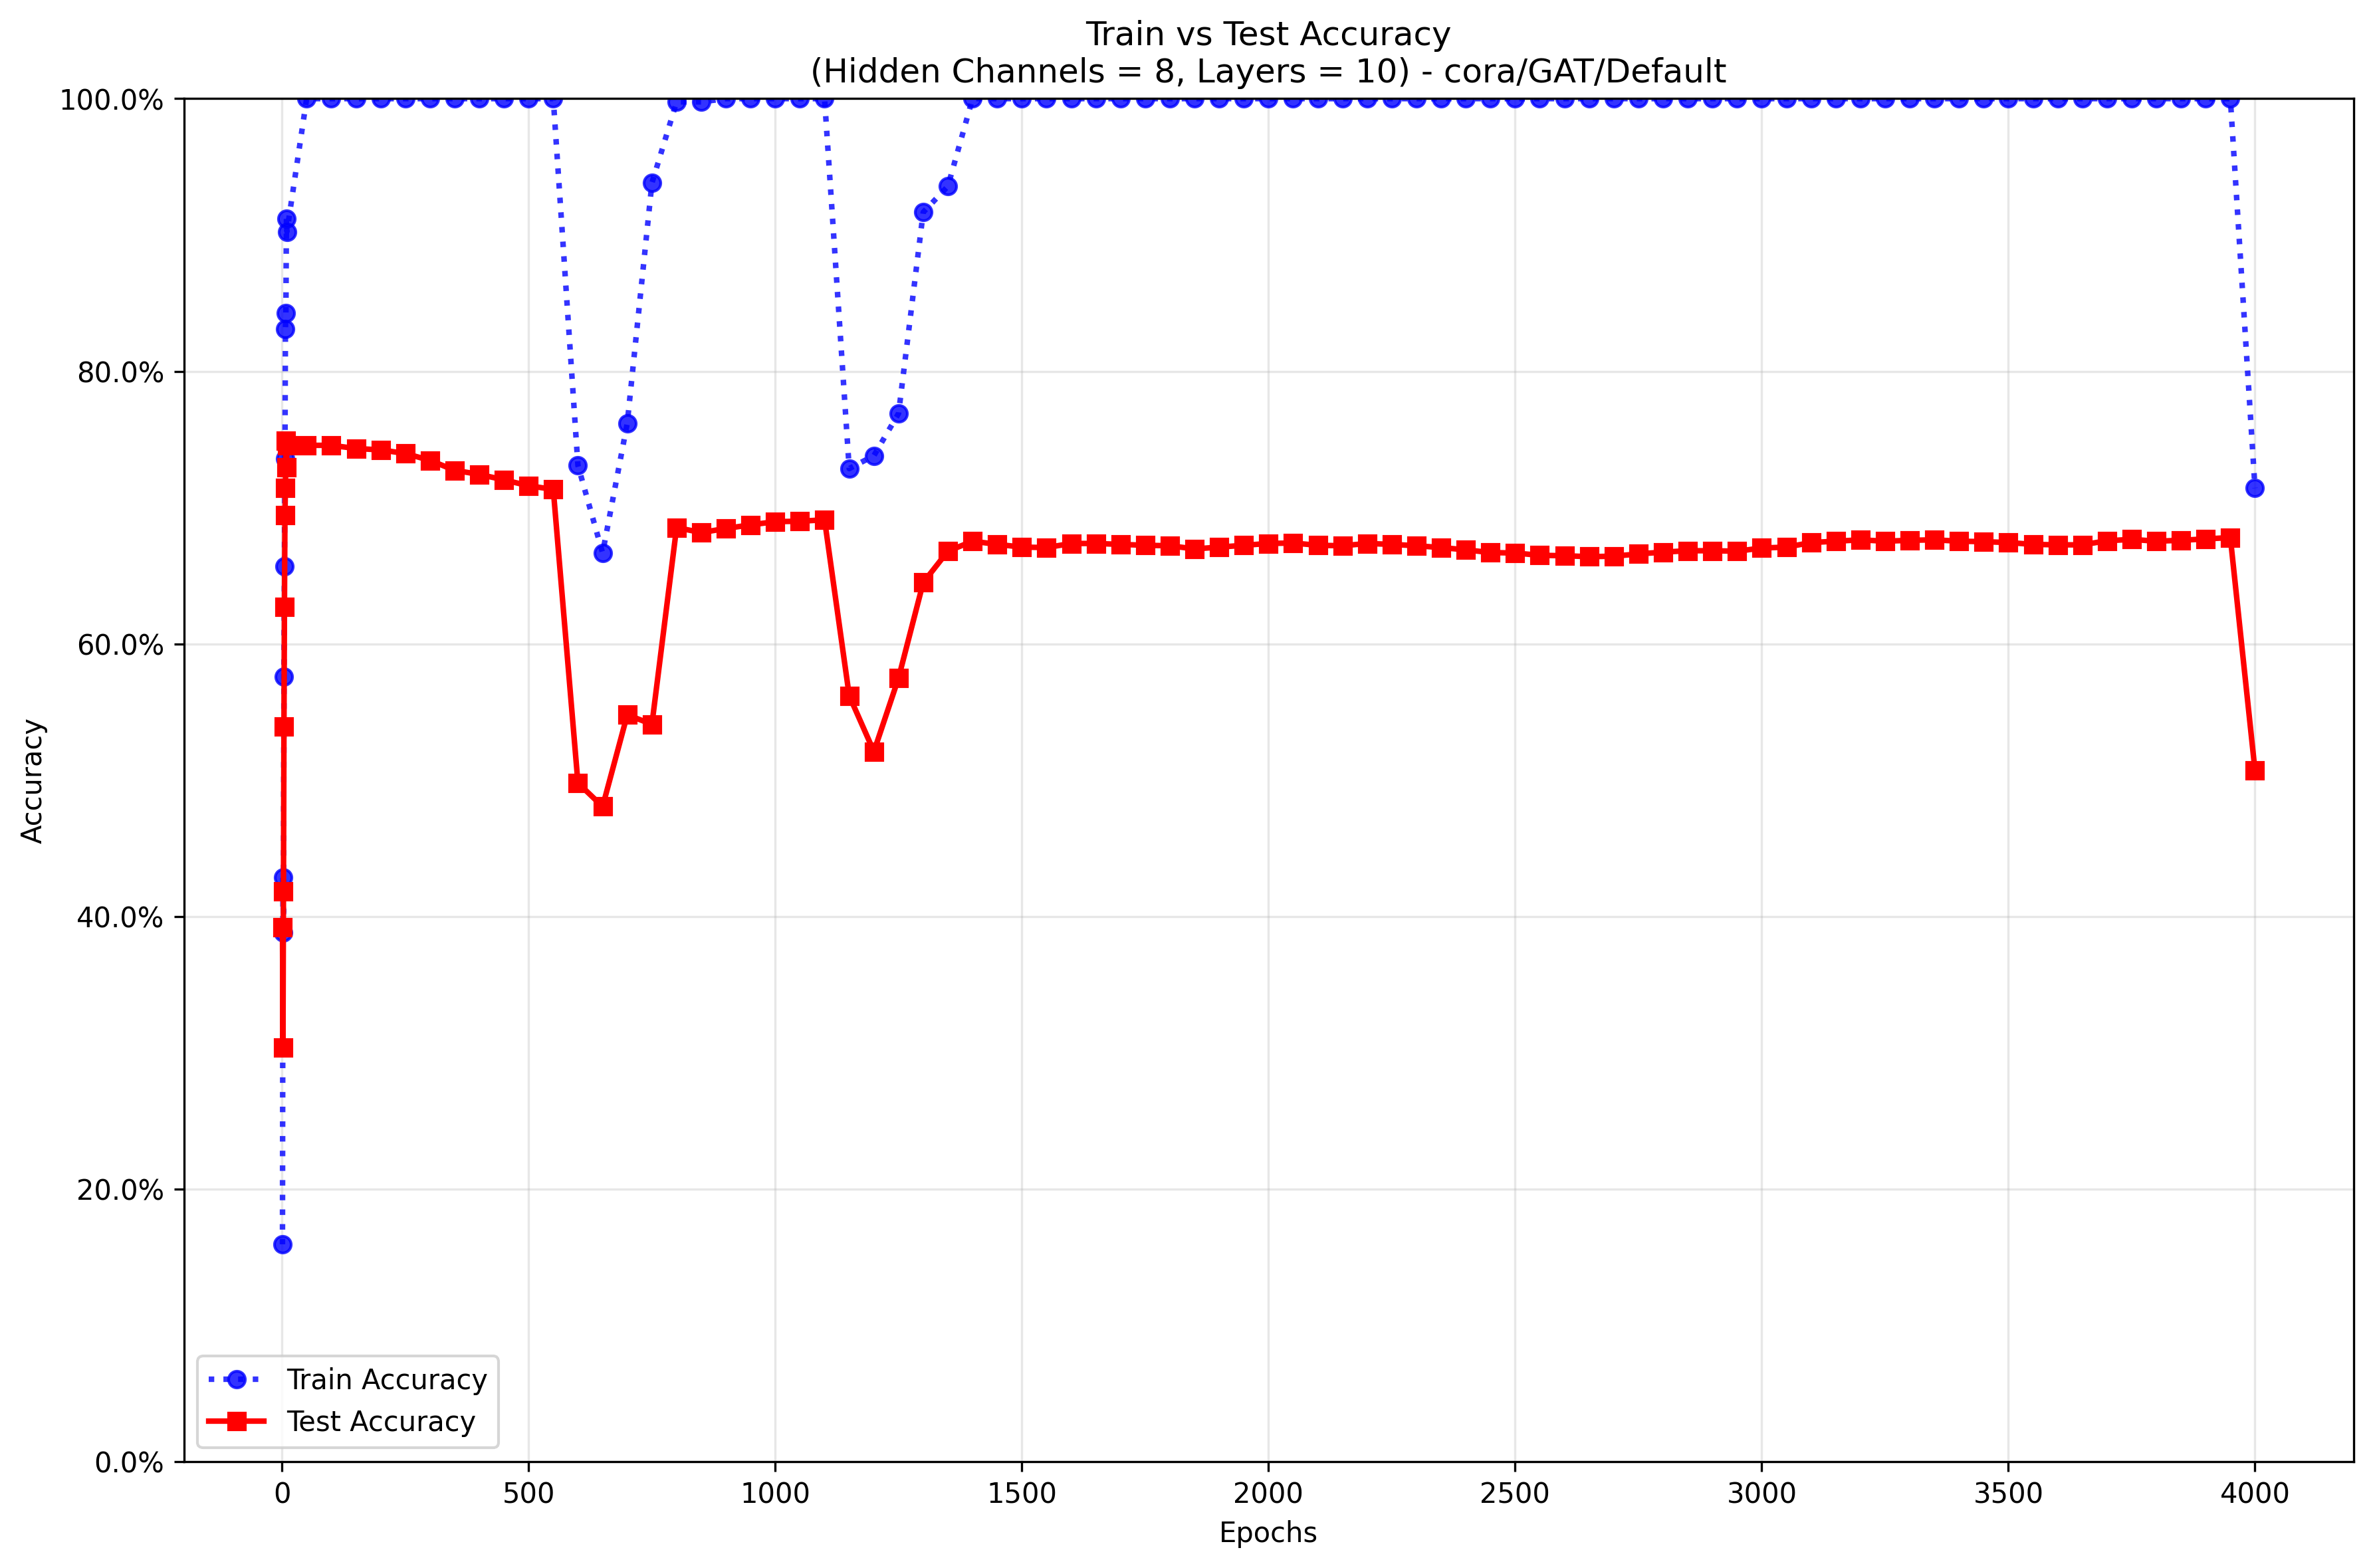 Train vs Test Accuracy
(Hidden Channels = 8, Layers = 10) - cora/GAT/Default
100.0%
80.0%
60.0%
40.0%
20.0%
0.0%
Accuracy
Train Accuracy
Test Accuracy
0 500 1000 1500 2000 2500 3000 3500 4000
Epochs